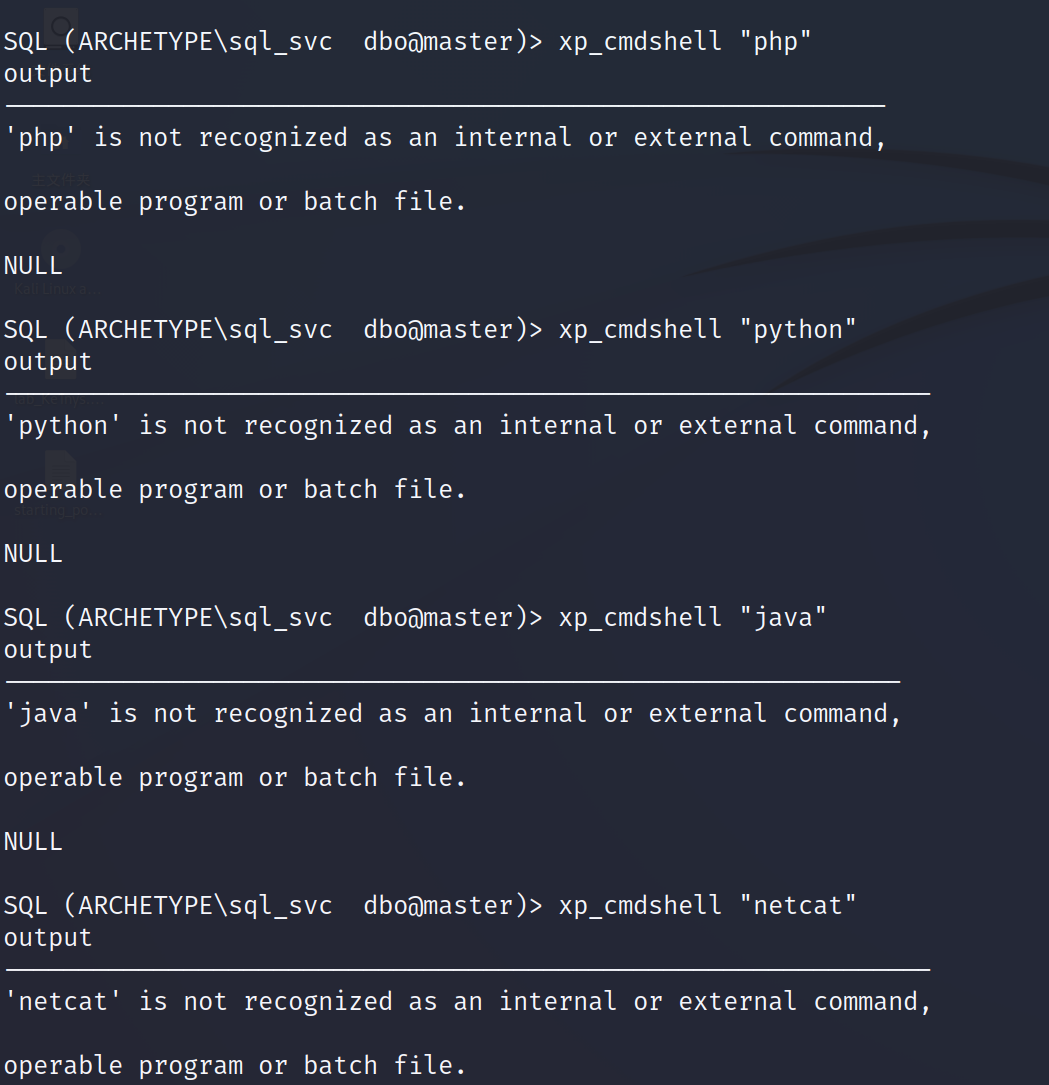 SQL (ARCHETYPE\sql_svc  dbo@master)> xp_cmdshell "php"
output
'php' is not recognized as an internal or external command,
operable program or batch file.
NULL
SQL (ARCHETYPE\sql_svc  dbo@master)> xp_cmdshell "python"
output
'python' is not recognized as an internal or external command,
operable program or batch file.
NULL
SQL (ARCHETYPE\sql_svc  dbo@master)> xp_cmdshell "java"
output
'java' is not recognized as an internal or external command,
operable program or batch file.
NULL
SQL (ARCHETYPE\sql_svc  dbo@master)> xp_cmdshell "netcat"
output
'netcat' is not recognized as an internal or external command,
operable program or batch file.